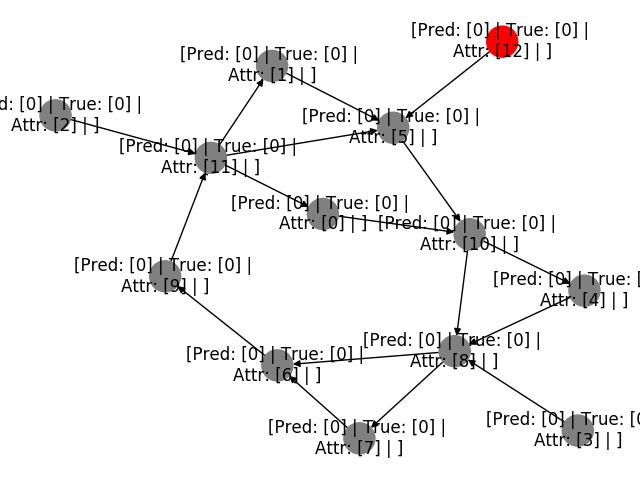 [Pred: [0] | True: [0] |
Attr: [12] | ]
[Pred: [0] | True: [0] |
Attr: [1] | ]
d: [0] | True: [0] |
Attr: [2] | ]
[Pred: [0] | True: [0] |
Attr: [5] | ]
[Pred: [0] | True: [0] |
Attr: [11] | ]
[Pred: [0] | True: [0] |
Attr: [0] | ]
[Pred: [0] | True: [0] |
Attr: [10] | ]
[Pred: [0] | True: [0] |
Attr: [9] | ]
[Pred: [0] | True: [
Attr: [4] | ]
[Pred: [0] | True: [0] |
Attr: [8] | ]
[Pred: [0] | True: [0] |
Attr: [6] | ]
[Pred: [0] | True: [0
Attr: [3] | ]
[Pred: [0] | True: [0] |
Attr: [7] | ]